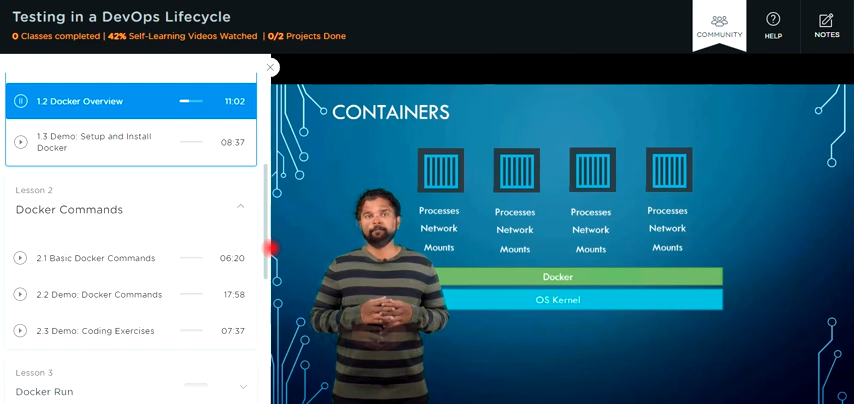 Testing in a DevOps Lifecycle
0 Classes completed | 42% Self-Learning Videos Watched | 0/2 Projects Done
COMMUNITY
HELP
NOTES
1.2 Docker Overview 11:02
1.3 Demo: Setup and Install
Docker 08:37
Lesson 2
Docker Commands
2.1 Basic Docker Commands 06:20
2.2 Demo: Docker Commands 17:58
2.3 Demo: Coding Exercises 07:37
Lesson 3
Docker Run
CONTAINERS
Processes Processes Processes Processes
Network Network Network Network
Mounts Mounts Mounts Mounts
Docker
OS Kernel